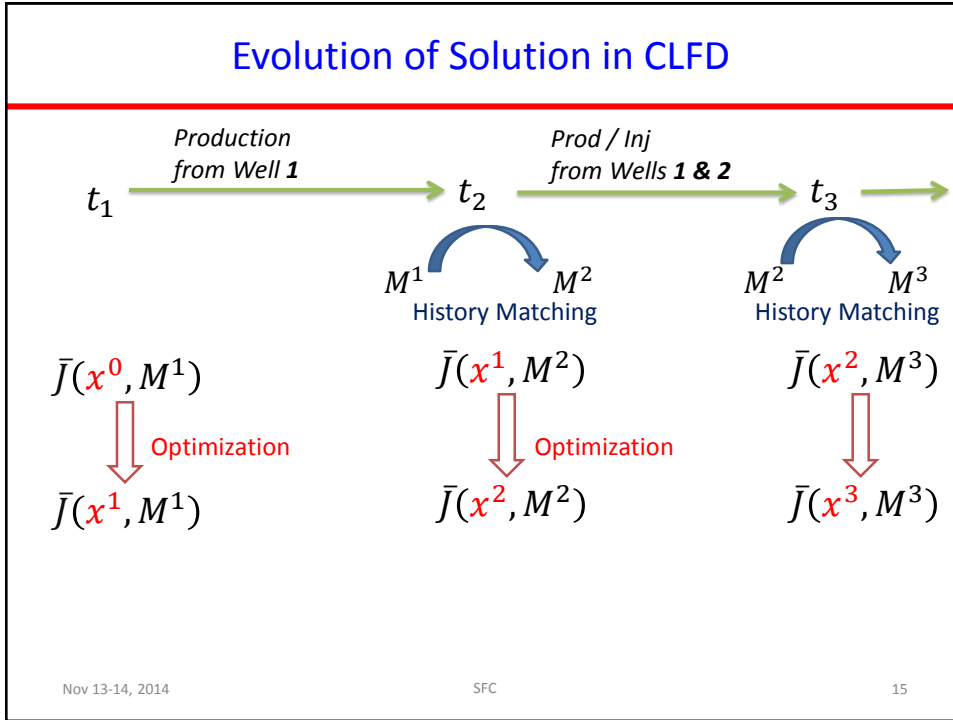 Evolution of Solution in CLFD
Production
from Well 1
Prod / Inj
from Wells 1 & 2
t₁
t₂
t₃
M¹
M²
M²
M³
History Matching
History Matching
J̄(x⁰, M¹)
J̄(x¹, M²)
J̄(x², M³)
Optimization
Optimization
J̄(x¹, M¹)
J̄(x², M²)
J̄(x³, M³)
Nov 13-14, 2014
SFC
15